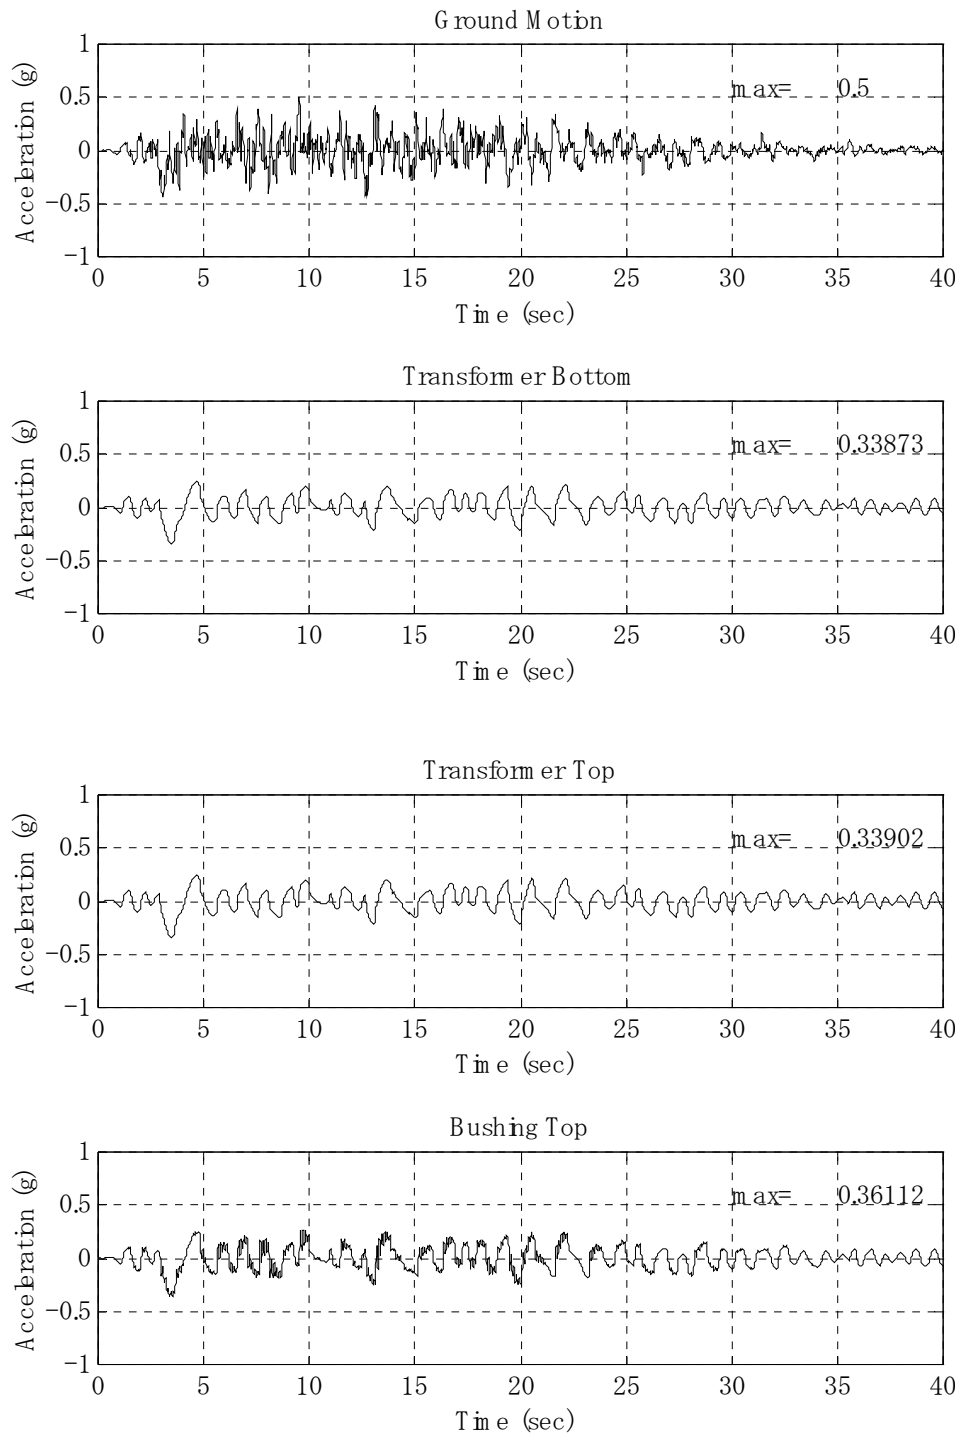 Ground Motion
1
0.5
0
−0.5
−1
Acceleration (g)
max= 0.5
0 5 10 15 20 25 30 35 40
Time (sec)
Transformer Bottom
1
0.5
0
−0.5
−1
Acceleration (g)
max= 0.33873
0 5 10 15 20 25 30 35 40
Time (sec)
Transformer Top
1
0.5
0
−0.5
−1
Acceleration (g)
max= 0.33902
0 5 10 15 20 25 30 35 40
Time (sec)
Bushing Top
1
0.5
0
−0.5
−1
Acceleration (g)
max= 0.36112
0 5 10 15 20 25 30 35 40
Time (sec)